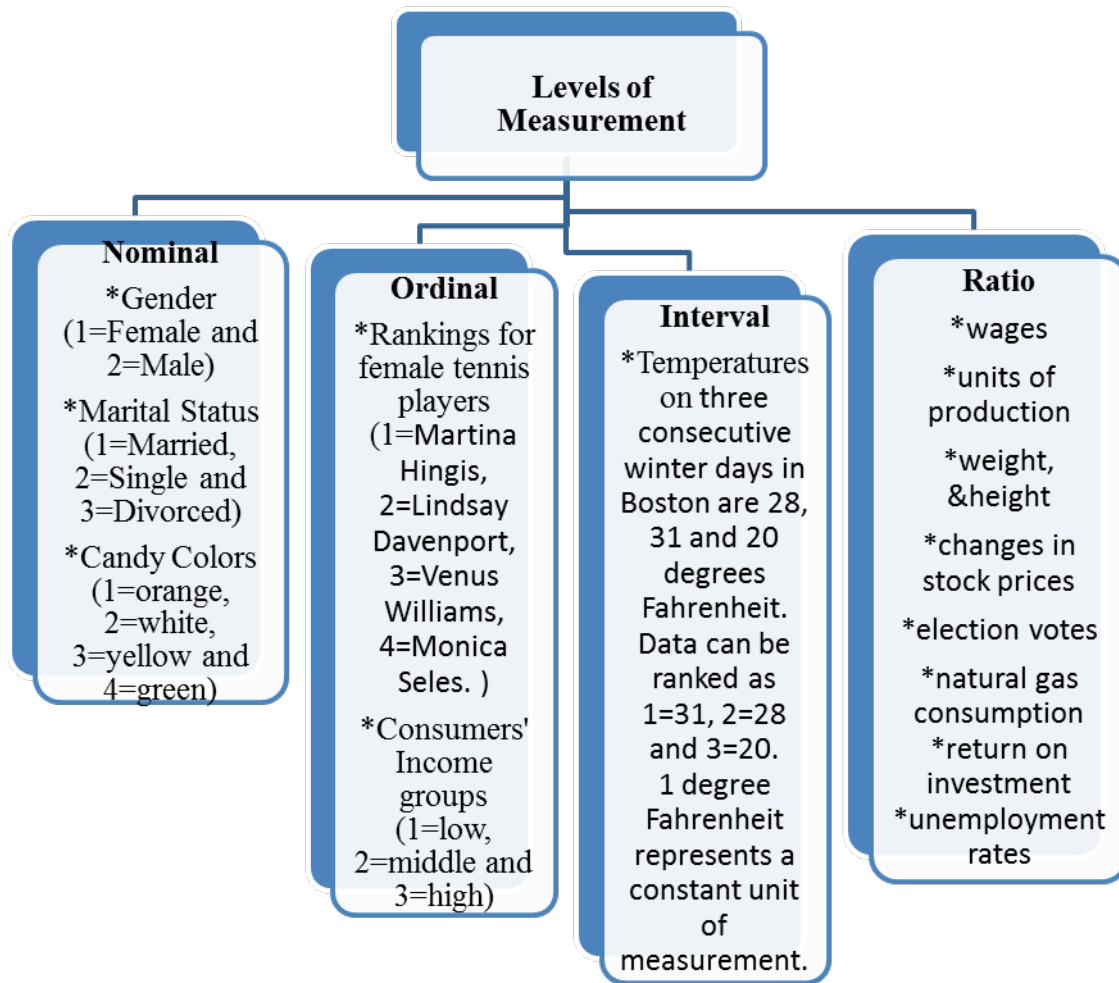 Levels of
Measurement
Nominal
*Gender
(1=Female and
2=Male)
*Marital Status
(1=Married,
2=Single and
3=Divorced)
*Candy Colors
(1=orange,
2=white,
3=yellow and
4=green)
Ordinal
*Rankings for
female tennis
players
(1=Martina
Hingis,
2=Lindsay
Davenport,
3=Venus
Williams,
4=Monica
Seles. )
*Consumers'
Income
groups
(1=low,
2=middle and
3=high)
Interval
*Temperatures
on three
consecutive
winter days in
Boston are 28,
31 and 20
degrees
Fahrenheit.
Data can be
ranked as
1=31, 2=28
and 3=20.
1 degree
Fahrenheit
represents a
constant unit
of
measurement.
Ratio
*wages
*units of
production
*weight,
&height
*changes in
stock prices
*election votes
*natural gas
consumption
*return on
investment
*unemployment
rates